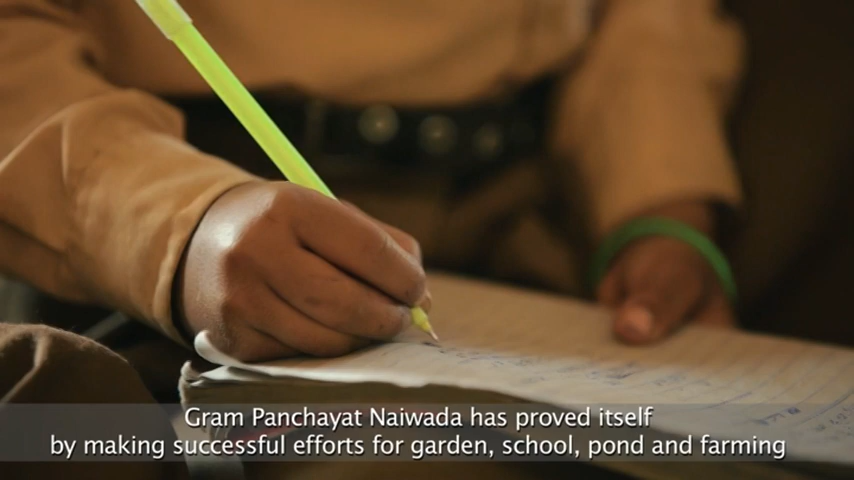 Gram Panchayat Naiwada has proved itself
by making successful efforts for garden, school, pond and farming